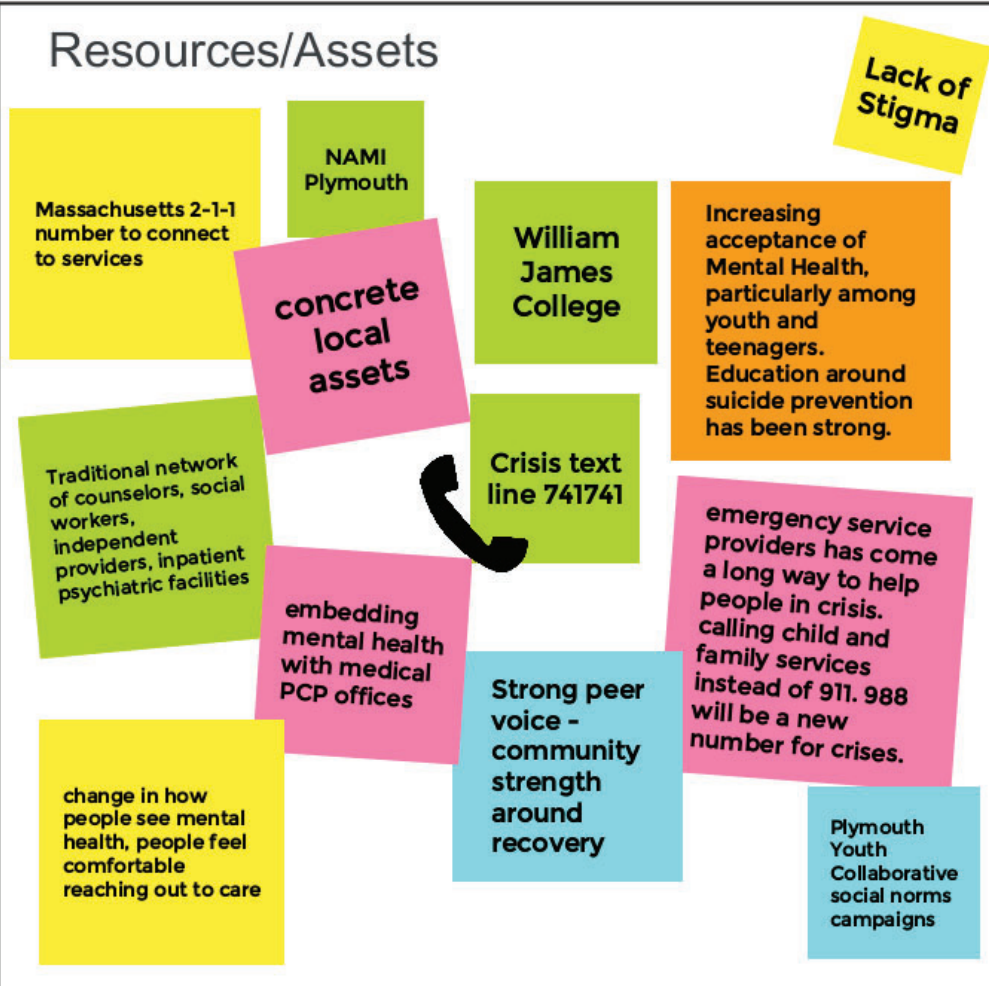 Resources/Assets
Lack of
Stigma
Massachusetts 2-1-1
number to connect
to services
NAMI
Plymouth
concrete
local
assets
William
James
College
Increasing
acceptance of
Mental Health,
particularly among
youth and
teenagers.
Education around
suicide prevention
has been strong.
Traditional network
of counselors, social
workers,
independent
providers, inpatient
psychiatric facilities
Crisis text
line 741741
embedding
mental health
with medical
PCP offices
emergency service
providers has come
a long way to help
people in crisis.
calling child and
family services
instead of 911. 988
will be a new
number for crises.
Strong peer
voice -
community
strength
around
recovery
change in how
people see mental
health, people feel
comfortable
reaching out to care
Plymouth
Youth
Collaborative
social norms
campaigns